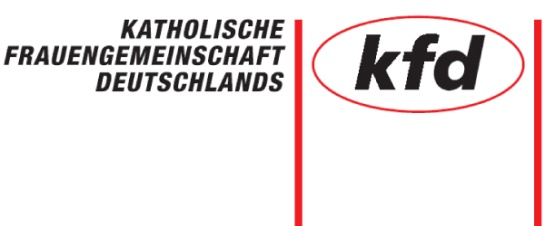 KATHOLISCHE
FRAUENGEMEINSCHAFT
DEUTSCHLANDS
kfd